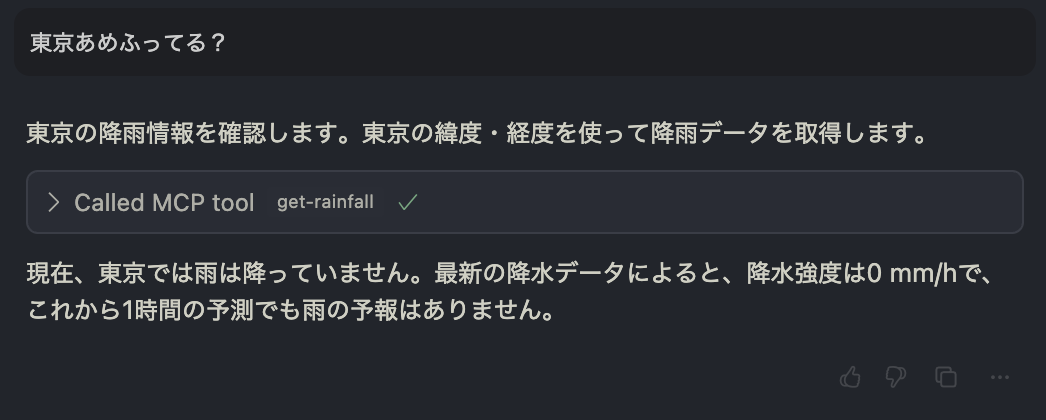 東京あめふってる？
東京の降雨情報を確認します。東京の緯度・経度を使って降雨データを取得します。
Called MCP tool get-rainfall
現在、東京では雨は降っていません。最新の降水データによると、降水強度は0 mm/hで、
これから1時間の予測でも雨の予報はありません。